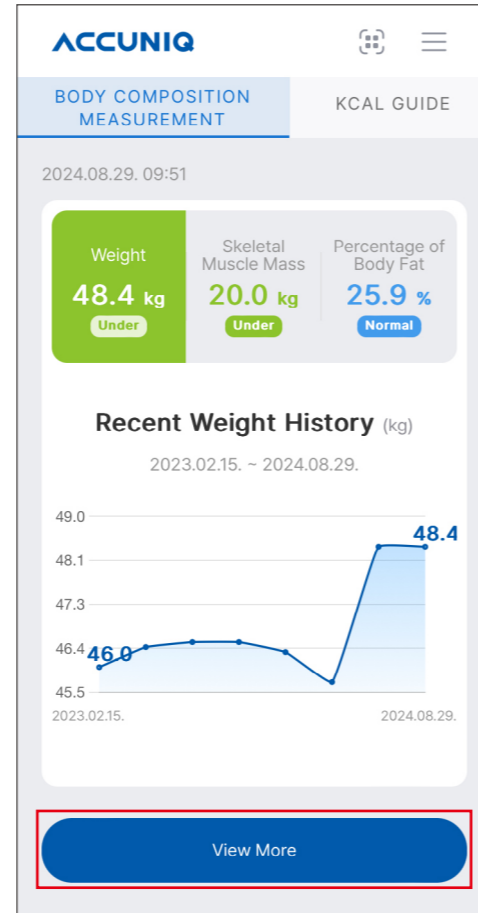 ACCUNIQ
BODY COMPOSITION
MEASUREMENT
KCAL GUIDE
2024.08.29. 09:51
Weight
48.4 kg
Under
Skeletal
Muscle Mass
20.0 kg
Under
Percentage of
Body Fat
25.9 %
Normal
Recent Weight History (kg)
2023.02.15. ~ 2024.08.29.
49.0
48.4
48.1
47.3
46.4
46.0
45.5
2023.02.15.
2024.08.29.
View More